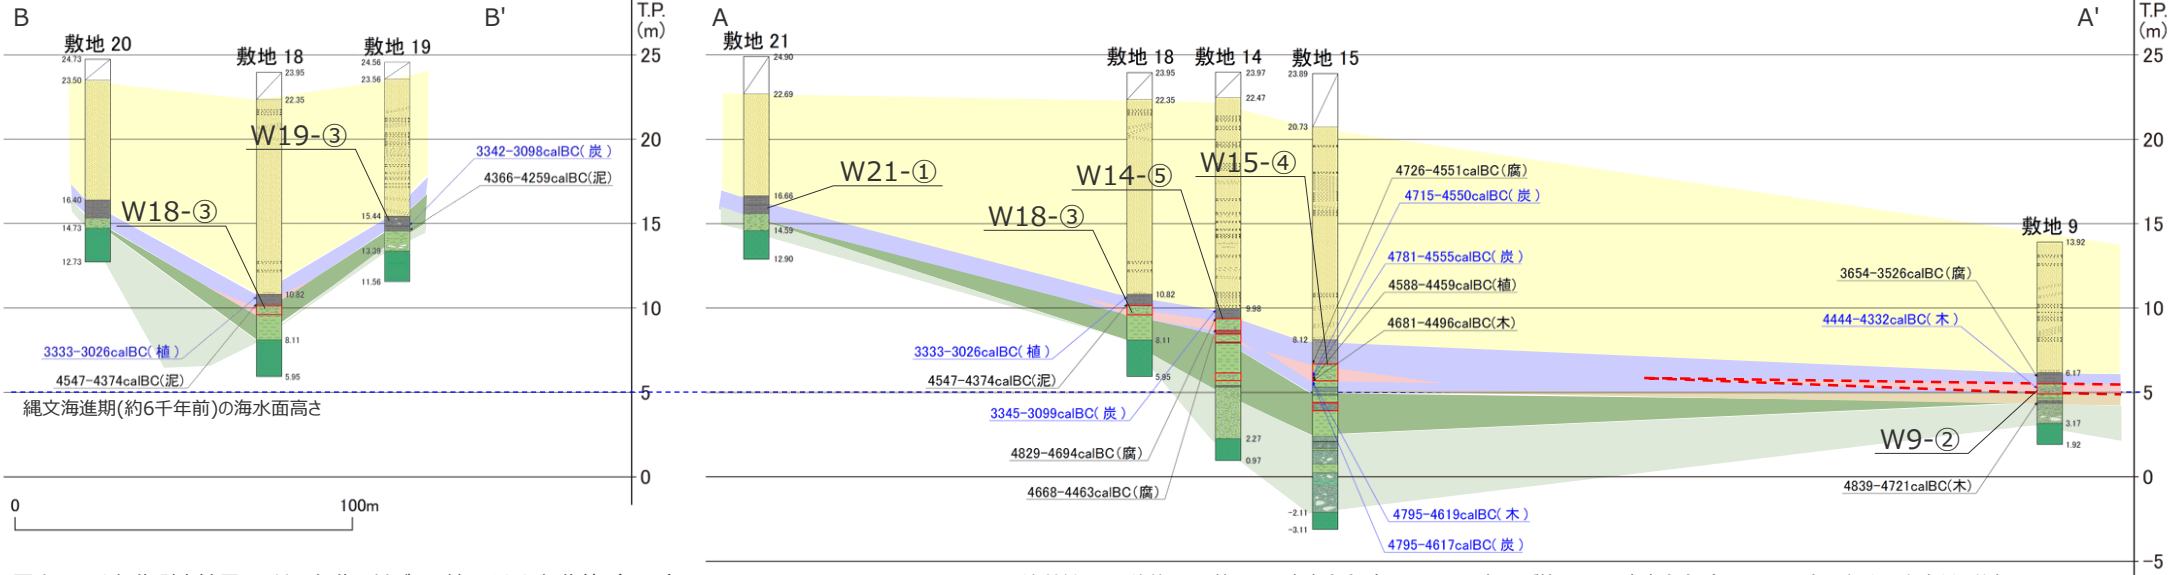 B
B'
T.P.
(m)
敷地 20
敷地 18
敷地 19
24.73
23.50
16.40
14.73
12.73
23.95
22.35
10.82
8.11
5.95
24.56
23.56
15.44
13.39
11.56
W19-③
W18-③
3342-3098calBC( 炭 )
4366-4259calBC(泥)
3333-3026calBC( 植 )
4547-4374calBC(泥)
縄文海進期(約6千年前)の海水面高さ
25
20
15
10
5
0
0
100m
A
A'
T.P.
(m)
敷地 21
敷地 18
敷地 14
敷地 15
敷地 9
24.90
22.69
16.66
14.59
12.90
23.95
22.35
10.82
8.11
5.95
23.97
22.47
9.98
2.27
0.97
23.89
20.73
8.12
-2.11
-3.11
13.92
6.17
3.17
1.92
W21-①
W18-③
W14-⑤
W15-④
W9-②
4726-4551calBC(腐)
4715-4550calBC( 炭 )
4781-4555calBC( 炭 )
4588-4459calBC(植)
4681-4496calBC(木)
3654-3526calBC(腐)
4444-4332calBC( 木 )
3333-3026calBC( 植 )
4547-4374calBC(泥)
3345-3099calBC( 炭 )
4829-4694calBC(腐)
4668-4463calBC(腐)
4795-4619calBC( 木 )
4795-4617calBC( 炭 )
4839-4721calBC(木)
25
20
15
10
5
0
-5